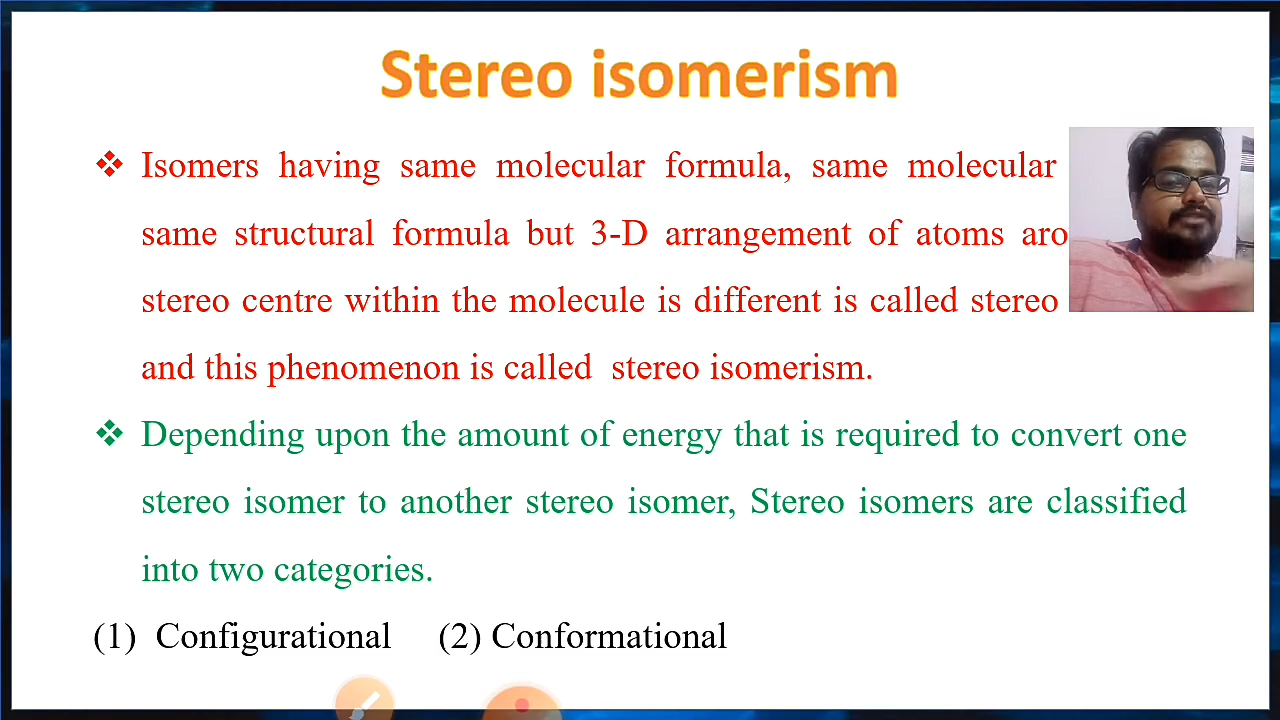 Stereo isomerism
Isomers having same molecular formula, same molecular
same structural formula but 3-D arrangement of atoms aro
stereo centre within the molecule is different is called stereo
and this phenomenon is called stereo isomerism.
Depending upon the amount of energy that is required to convert one
stereo isomer to another stereo isomer, Stereo isomers are classified
into two categories.
(1) Configurational (2) Conformational